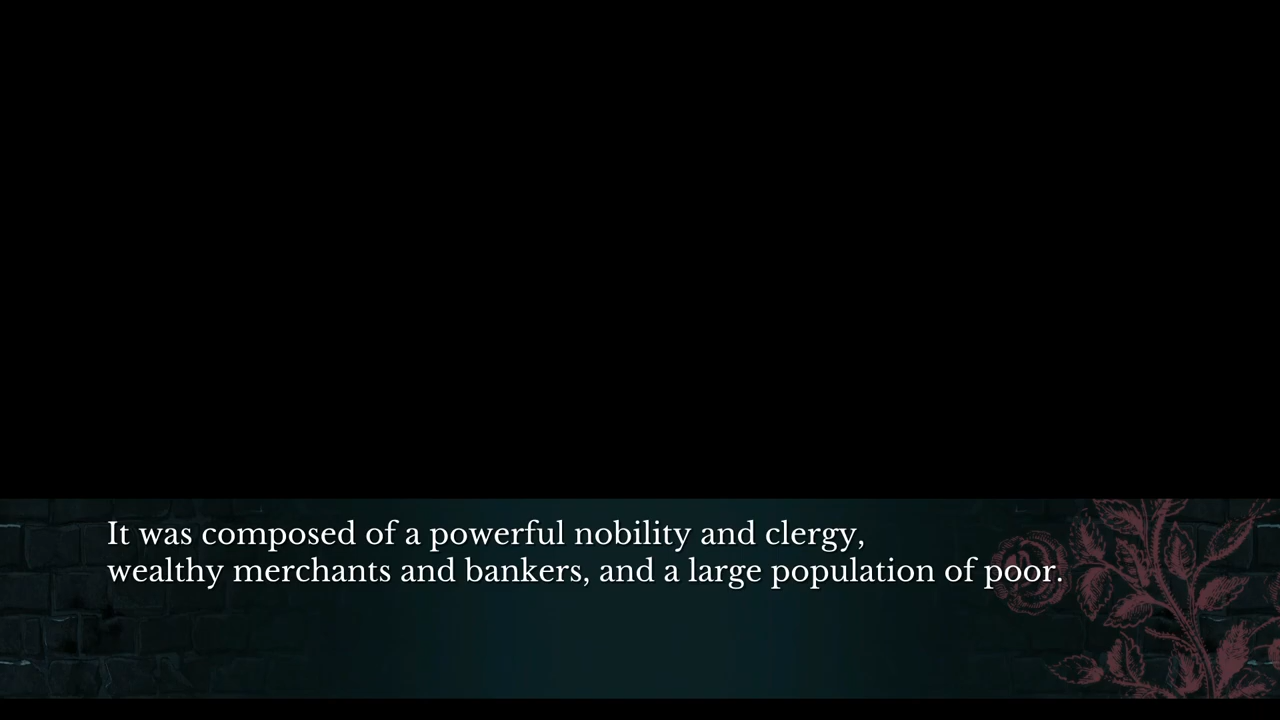 It was composed of a powerful nobility and clergy,
wealthy merchants and bankers, and a large population of poor.